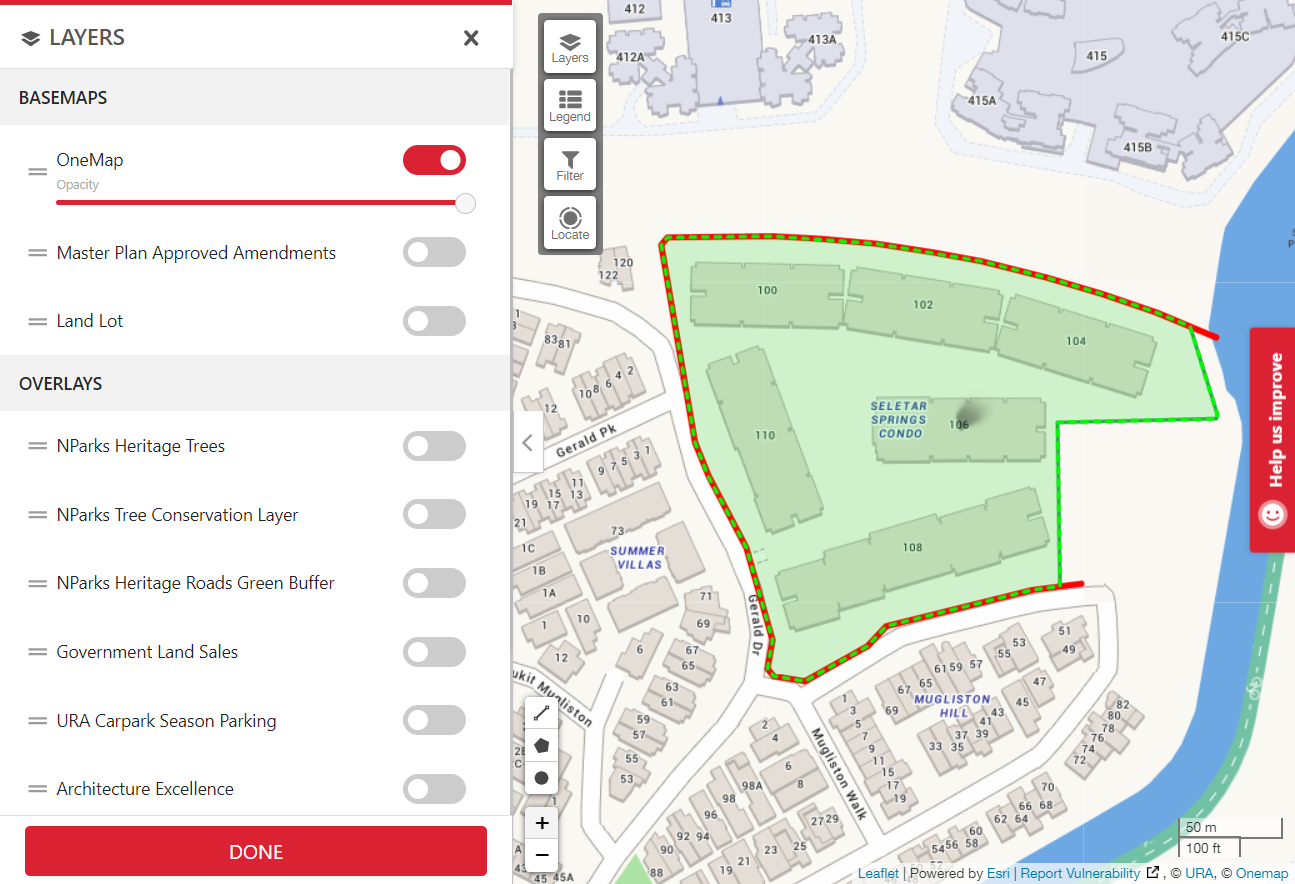 LAYERS
BASEMAPS
OneMap
Opacity
Master Plan Approved Amendments
Land Lot
OVERLAYS
NParks Heritage Trees
NParks Tree Conservation Layer
NParks Heritage Roads Green Buffer
Government Land Sales
URA Carpark Season Parking
Architecture Excellence
DONE
Layers
Legend
Filter
Locate
412
413
413A
412A
415
415C
415A
415B
120
122
100
102
104
110
SELETAR
SPRINGS
CONDO
106
108
83
81
10
8
6
4
2
12
Gerald Pk
9
7
5
3
1
11
13
15
17
19
21
73
SUMMER
VILLAS
1C
1B
1A
1
10
12
71
69
67
65
6
63
61
59
57
55
53
Gerald Dr
ukit Mugliston
Mugliston Walk
MUGLISTON
HILL
61
59
57
55
53
51
49
47
45
43
41
39
37
35
33
65
67
69
1
3
5
7
9
11
15
17
19
2
4
6
8
98A
98
96
92
94
90
88
19
21
23
25
27
29
82
80
78
76
74
72
70
68
66
64
62
60
58
56
54
43
45
45A
+
−
Help us improve
50 m
100 ft
Leaflet | Powered by Esri | Report Vulnerability , © URA, © Onemap